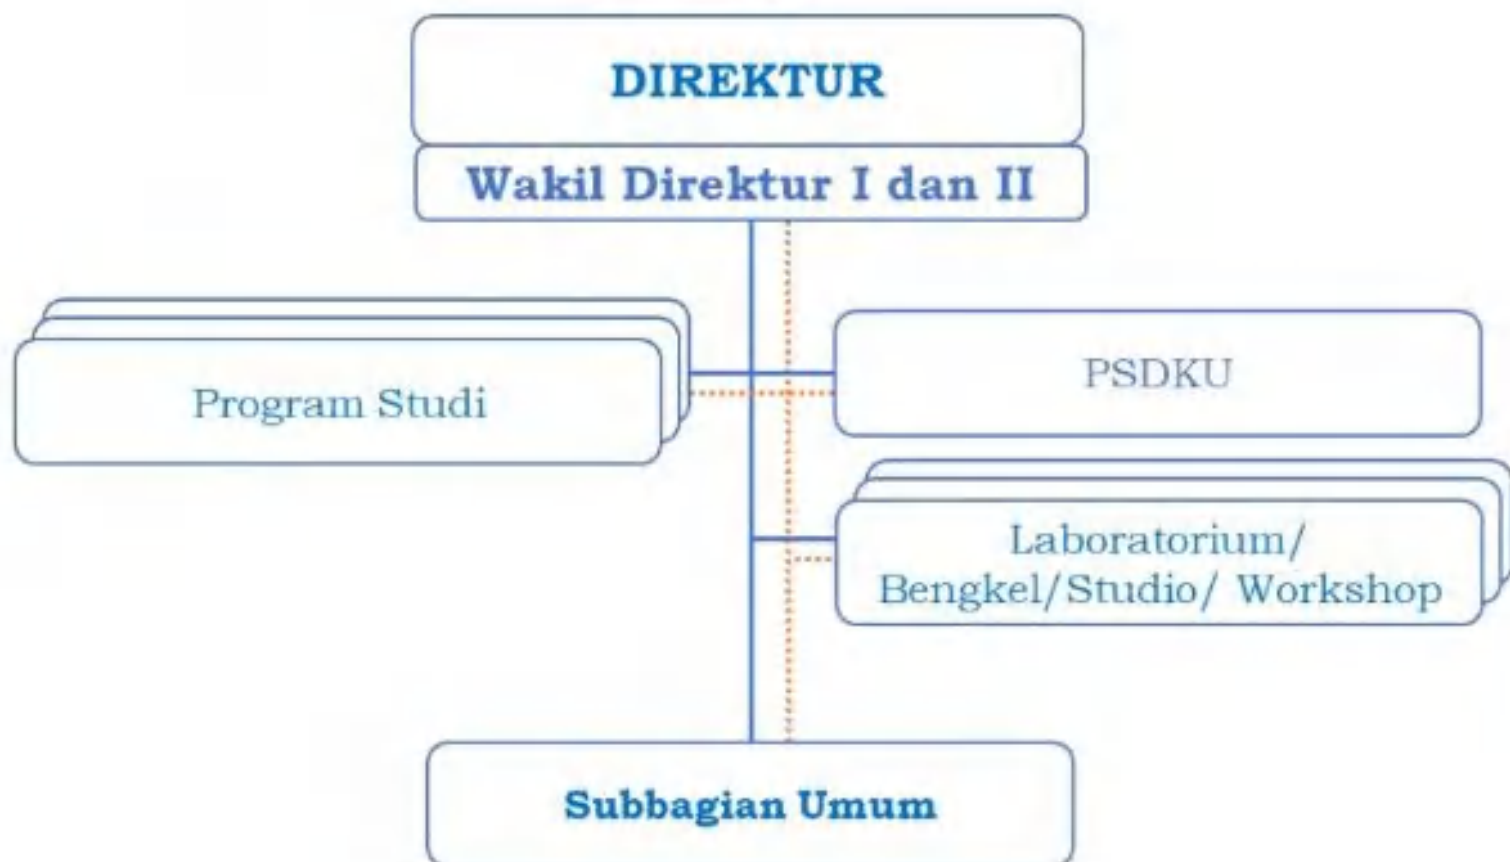 DIREKTUR
Wakil Direktur I dan II
Program Studi
PSDKU
Laboratorium/
Bengkel/Studio/ Workshop
Subbagian Umum